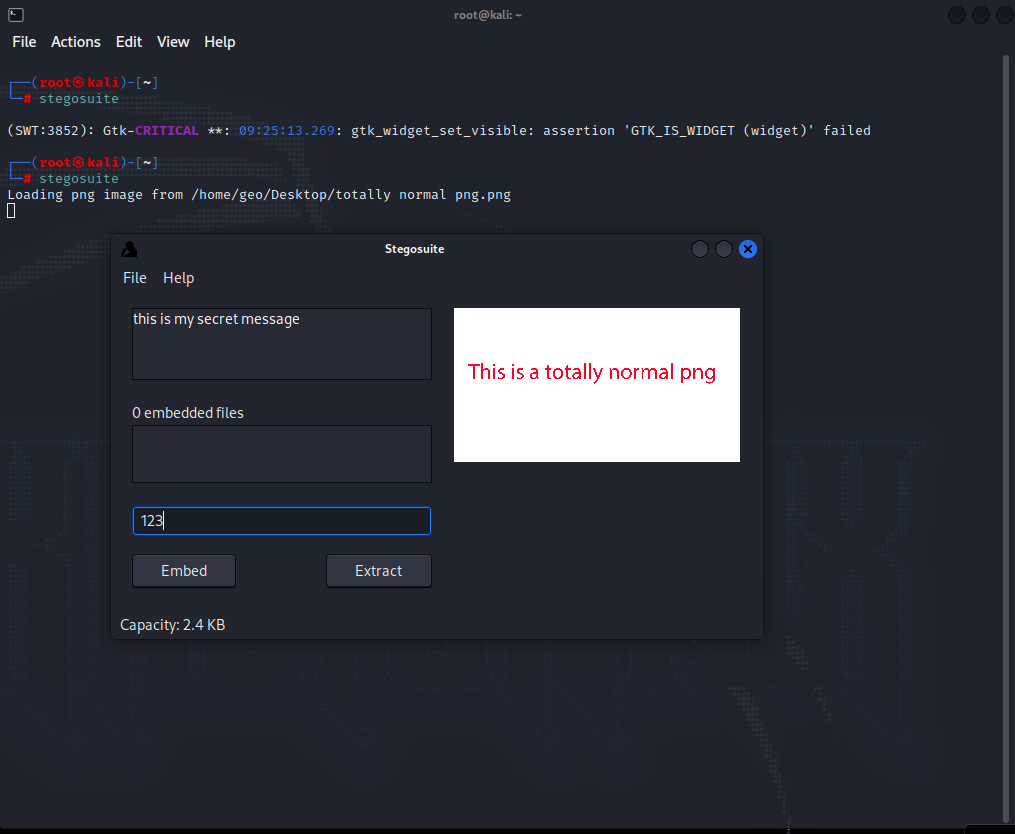 root@kali: ~
File Actions Edit View Help
┌──(root㉿kali)-[~]
└─# stegosuite
(SWT:3852): Gtk-CRITICAL **: 09:25:13.269: gtk_widget_set_visible: assertion 'GTK_IS_WIDGET (widget)' failed
┌──(root㉿kali)-[~]
└─# stegosuite
Loading png image from /home/geo/Desktop/totally normal png.png
Stegosuite
File Help
this is my secret message
This is a totally normal png
0 embedded files
123
Embed Extract
Capacity: 2.4 KB